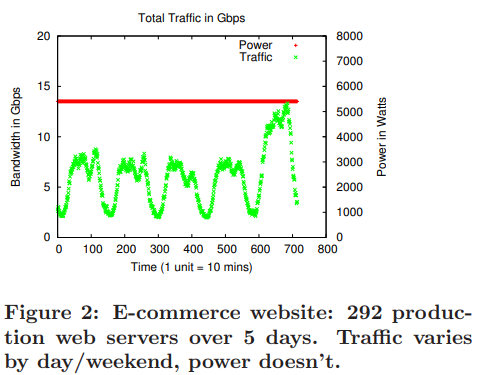 Total Traffic in Gbps
20
15
10
5
0
Bandwidth in Gbps
Power
Traffic
8000
7000
6000
5000
4000
3000
2000
1000
0
Power in Watts
0 100 200 300 400 500 600 700 800
Time (1 unit = 10 mins)
Figure 2: E-commerce website: 292 produc-
tion web servers over 5 days. Traffic varies
by day/weekend, power doesn't.